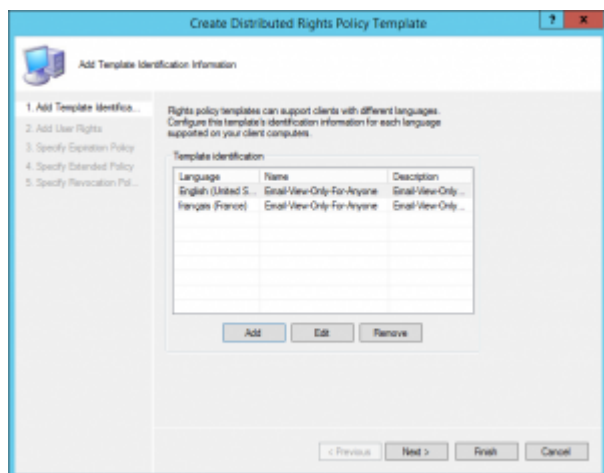 Create Distributed Rights Policy Template
?
x
Add Template Identification Information
1. Add Template Identifica...
2. Add User Rights
3. Specify Expiration Policy
4. Specify Extended Policy
5. Specify Revocation Pol...
Rights policy templates can support clients with different languages.
Configure this template's identification information for each language
supported on your client computers.
Template identification
Language Name Description
English (United S... Email-View-Only-For-Anyone Email-View-Only...
français (France) Email-View-Only-For-Anyone Email-View-Only...
Add Edit Remove
< Previous Next > Finish Cancel